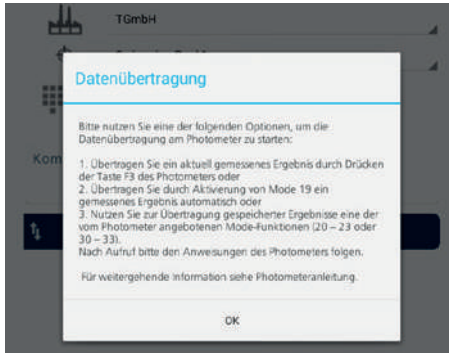 TGmbH
Datenübertragung
Bitte nutzen Sie eine der folgenden Optionen, um die
Datenübertragung am Photometer zu starten:
1. Übertragen Sie ein aktuell gemessenes Ergebnis durch Drücken
der Taste F3 des Photometers oder
2. Übertragen Sie durch Aktivierung von Mode 19 ein
gemessenes Ergebnis automatisch oder
3. Nutzen Sie zur Übertragung gespeicherter Ergebnisse eine der
vom Photometer angebotenen Mode-Funktionen (20 – 23 oder
30 – 33).
Kom
Nach Aufruf bitte den Anweisungen des Photometers folgen.
Für weitergehende Information siehe Photometeranleitung.
OK